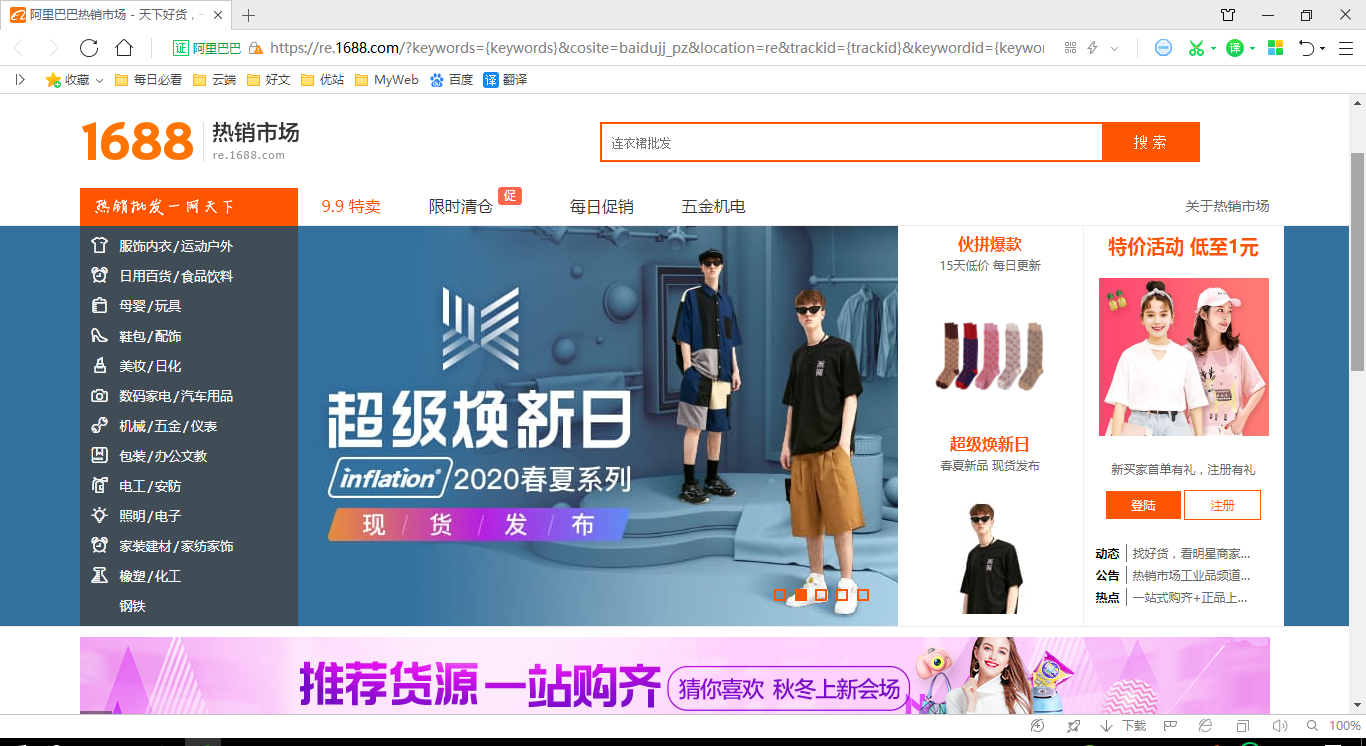 阿里巴巴热销市场 - 天下好货，
证 阿里巴巴 https://re.1688.com/?keywords={keywords}&cosite=baidujj_pz&location=re&trackid={trackid}&keywordid={keywor
译
收藏 每日必看 云端 好文 优站 MyWeb 百度 译 翻译
1688 热销市场
re.1688.com
连衣裙批发 搜 索
热销批发一网天下 9.9 特卖 限时清仓 促 每日促销 五金机电 关于热销市场
服饰内衣/运动户外
日用百货/食品饮料
母婴/玩具
鞋包/配饰
美妆/日化
数码家电/汽车用品
机械/五金/仪表
包装/办公文教
电工/安防
照明/电子
家装建材/家纺家饰
橡塑/化工
钢铁
超级焕新日
inflation® 2020春夏系列
现 / 货 / 发 / 布
伙拼爆款
15天低价 每日更新
超级焕新日
春夏新品 现货发布
特价活动 低至1元
新买家首单有礼，注册有礼
登陆 注册
动态 找好货，看明星商家...
公告 热销市场工业品频道...
热点 一站式购齐+正品上...
推荐货源一站购齐 猜你喜欢 秋冬上新会场
下载 100%